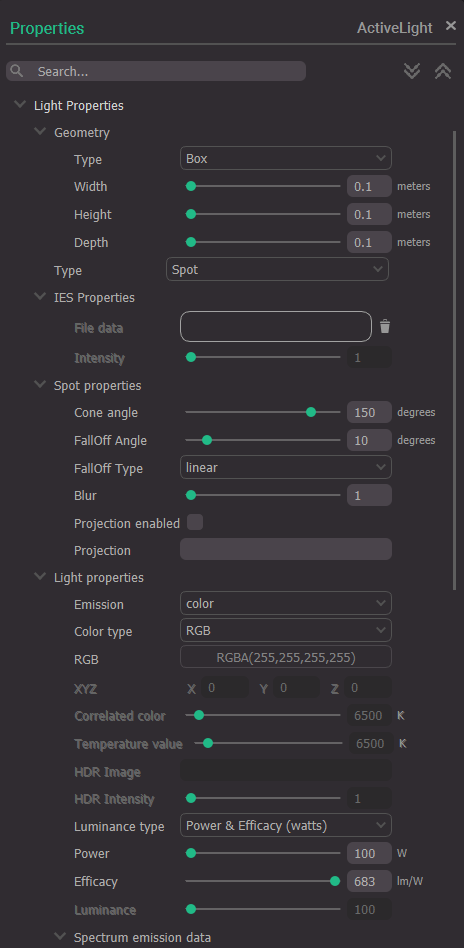 Properties ActiveLight ×
Search...
Light Properties
Geometry
Type Box
Width 0.1 meters
Height 0.1 meters
Depth 0.1 meters
Type Spot
IES Properties
File data
Intensity 1
Spot properties
Cone angle 150 degrees
FallOff Angle 10 degrees
FallOff Type linear
Blur 1
Projection enabled
Projection
Light properties
Emission color
Color type RGB
RGB RGBA(255,255,255,255)
XYZ X 0 Y 0 Z 0
Correlated color 6500 K
Temperature value 6500 K
HDR Image
HDR Intensity 1
Luminance type Power & Efficacy (watts)
Power 100 W
Efficacy 683 lm/W
Luminance 100
Spectrum emission data